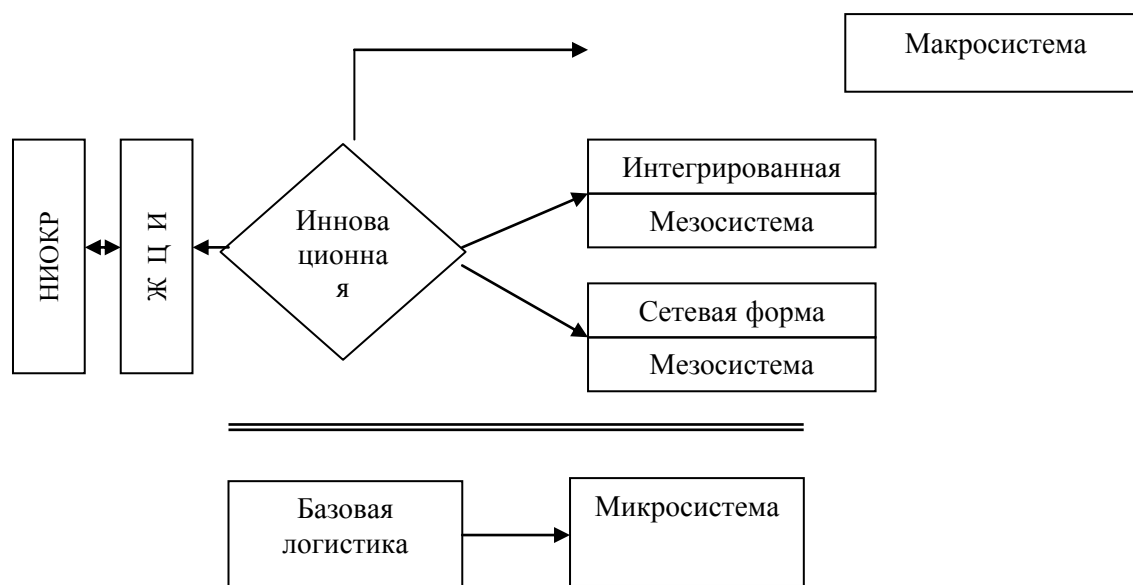 Макросистема
НИОКР
Ж Ц И
Иннова
ционна
я
Интегрированная
Мезосистема
Сетевая форма
Мезосистема
Базовая
логистика
Микросистема